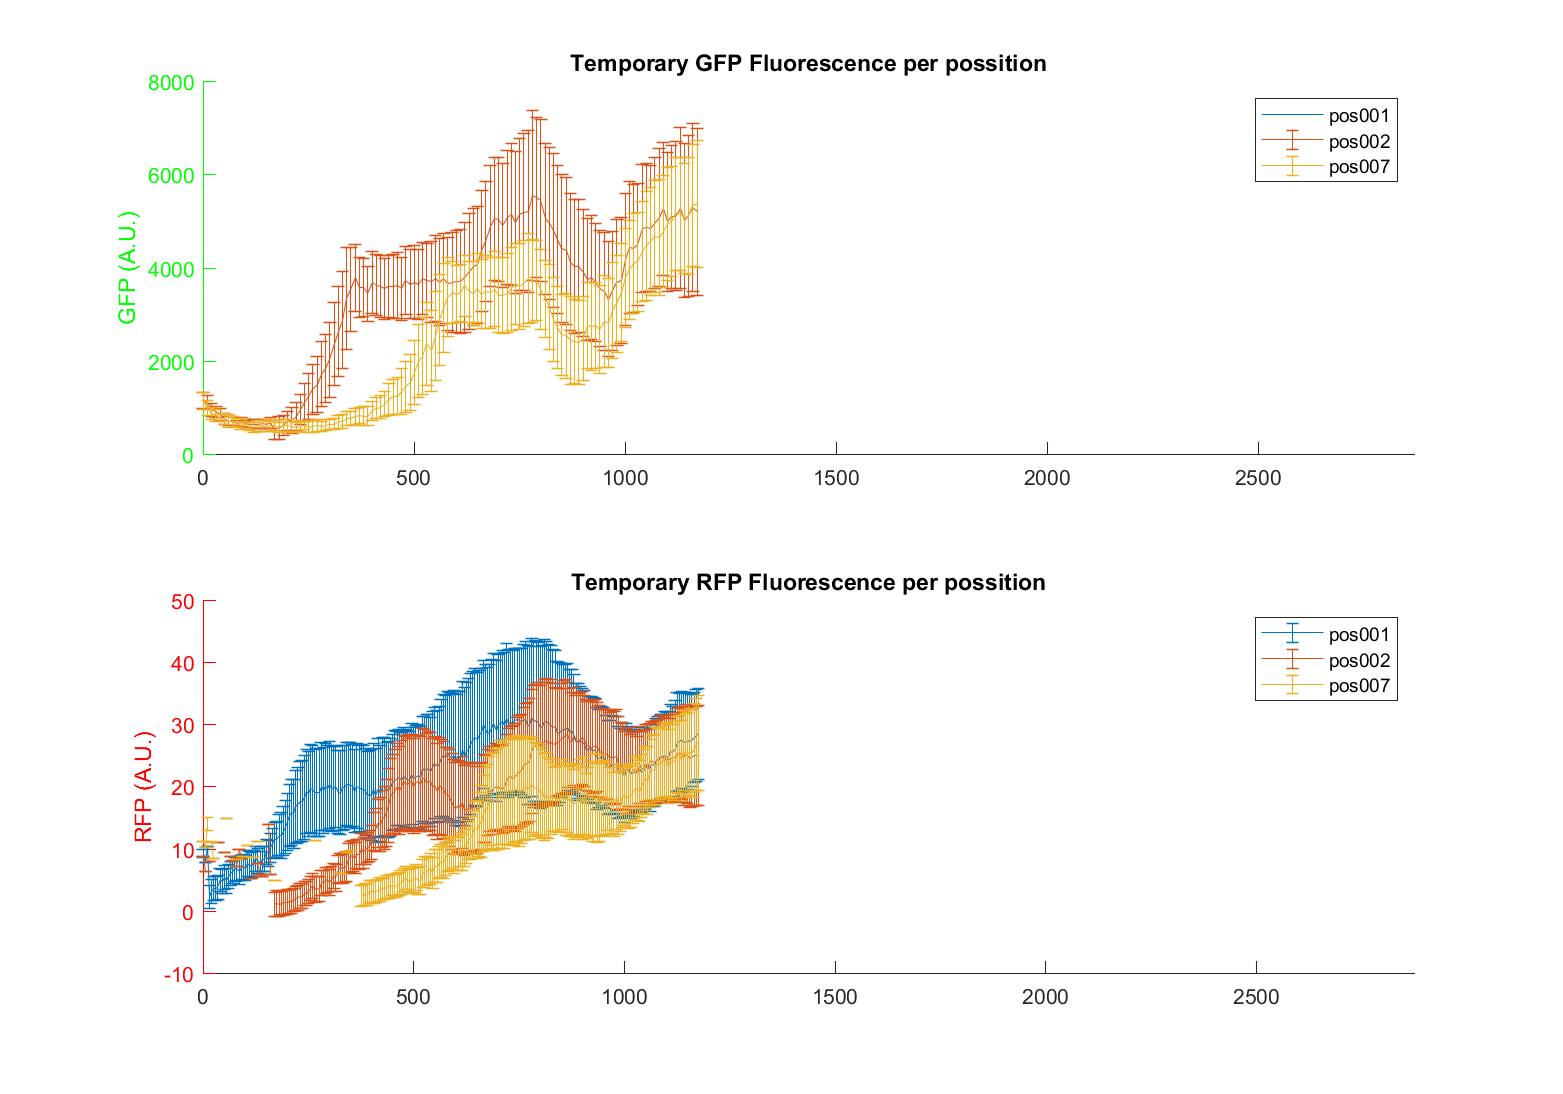 Temporary GFP Fluorescence per possition
8000
6000
4000
2000
0
GFP (A.U.)
0 500 1000 1500 2000 2500
pos001
pos002
pos007
Temporary RFP Fluorescence per possition
50
40
30
20
10
0
-10
RFP (A.U.)
0 500 1000 1500 2000 2500
pos001
pos002
pos007